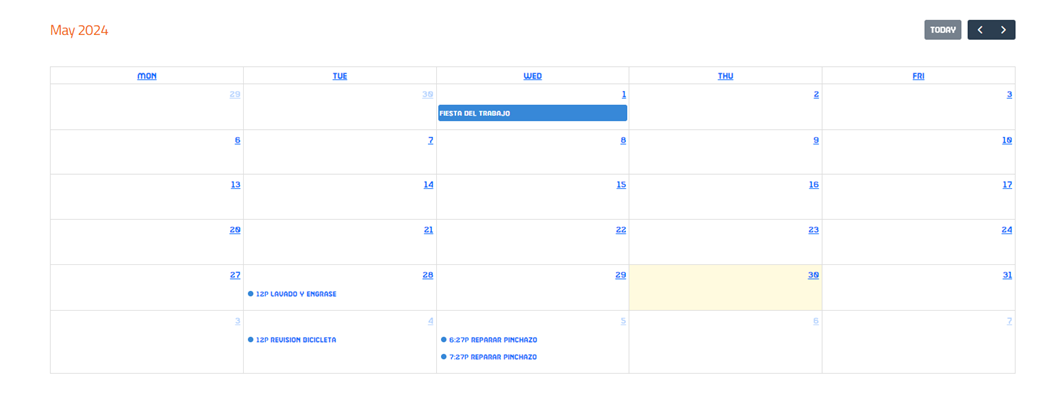 May 2024
TODAY
MON TUE WED THU FRI
29 30 1 2 3
FIESTA DEL TRABAJO
6 7 8 9 10
13 14 15 16 17
20 21 22 23 24
27 28 29 30 31
12P LAVADO Y ENGRASE
3 4 5 6 7
12P REVISION BICICLETA
6:27P REPARAR PINCHAZO
7:27P REPARAR PINCHAZO